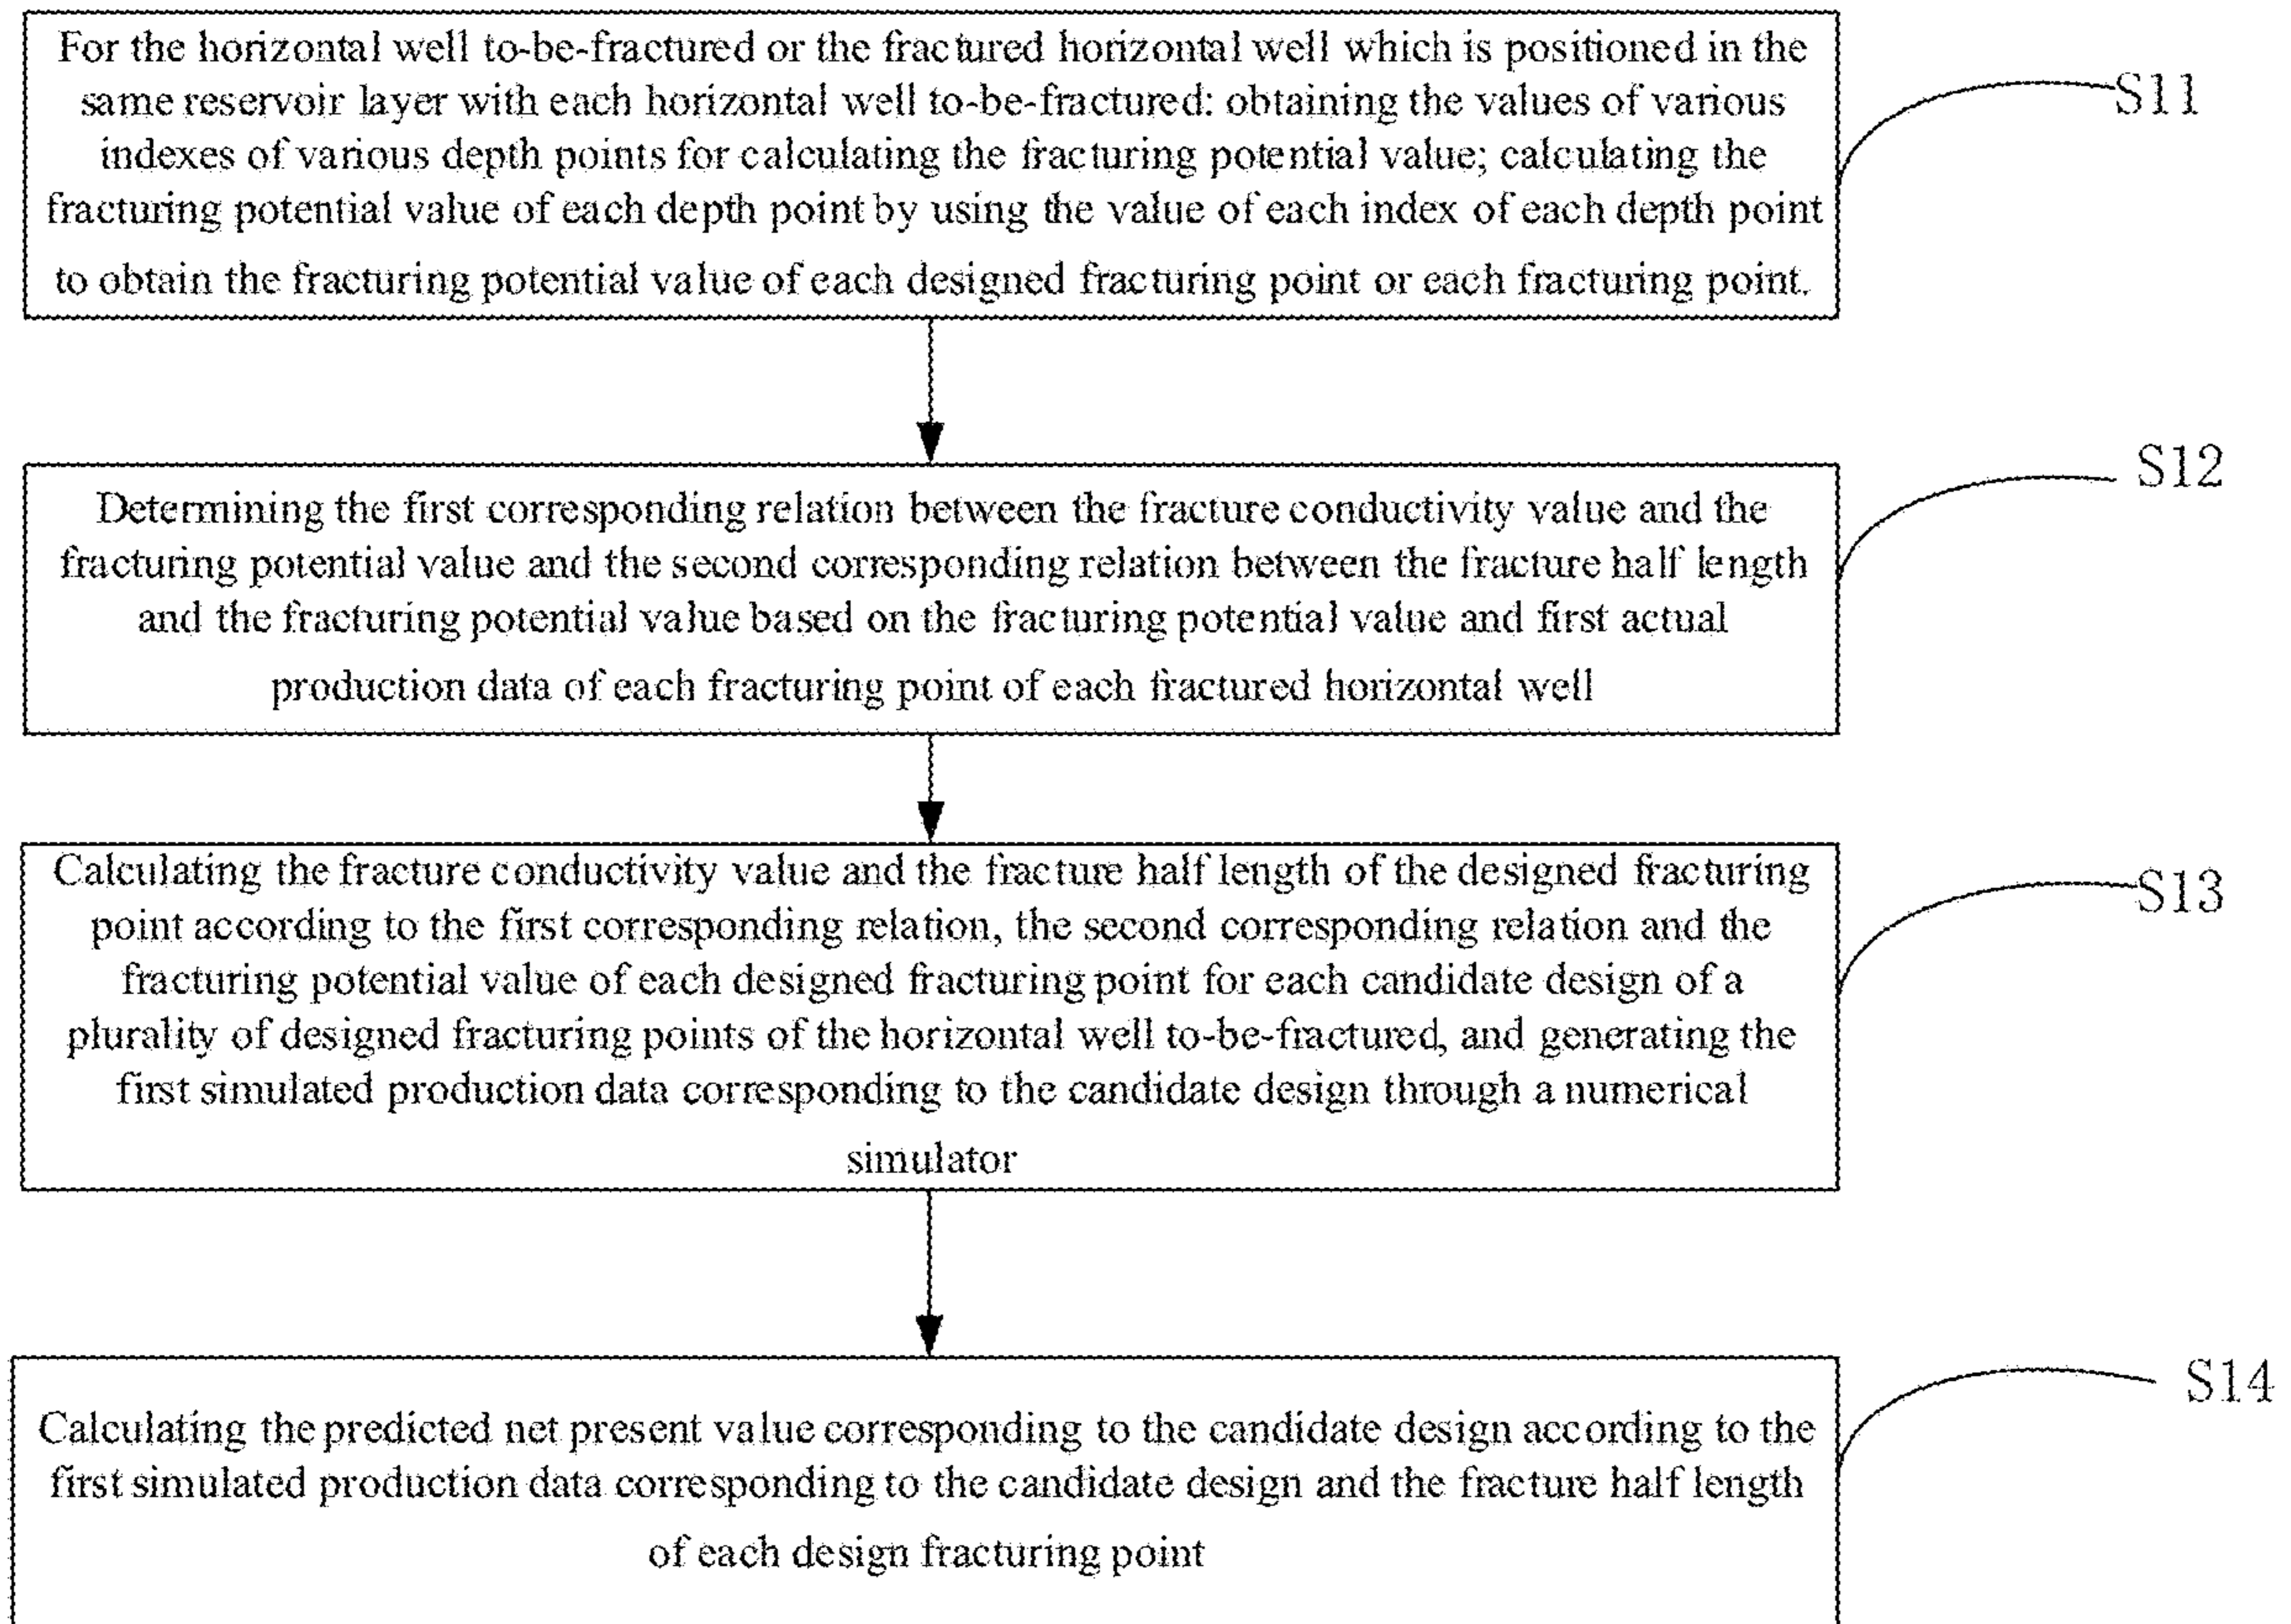 For the horizontal well to-be-fractured or the fractured horizontal well which is positioned in the
same reservoir layer with each horizontal well to-be-fractured: obtaining the values of various
indexes of various depth points for calculating the fracturing potential value; calculating the
fracturing potential value of each depth point by using the value of each index of each depth point
to obtain the fracturing potential value of each designed fracturing point or each fracturing point.
S11
Determining the first corresponding relation between the fracture conductivity value and the
fracturing potential value and the second corresponding relation between the fracture half length
and the fracturing potential value based on the fracturing potential value and first actual
production data of each fracturing point of each fractured horizontal well
S12
Calculating the fracture conductivity value and the fracture half length of the designed fracturing
point according to the first corresponding relation, the second corresponding relation and the
fracturing potential value of each designed fracturing point for each candidate design of a
plurality of designed fracturing points of the horizontal well to-be-fractured, and generating the
first simulated production data corresponding to the candidate design through a numerical
simulator
S13
Calculating the predicted net present value corresponding to the candidate design according to the
first simulated production data corresponding to the candidate design and the fracture half length
of each design fracturing point
S14